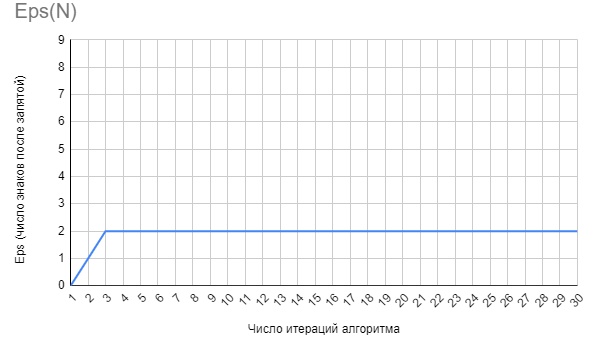 Eps(N)
9
8
7
6
5
4
3
2
1
0
Eps (число знаков после запятой)
1 2 3 4 5 6 7 8 9 10 11 12 13 14 15 16 17 18 19 20 21 22 23 24 25 26 27 28 29 30
Число итераций алгоритма